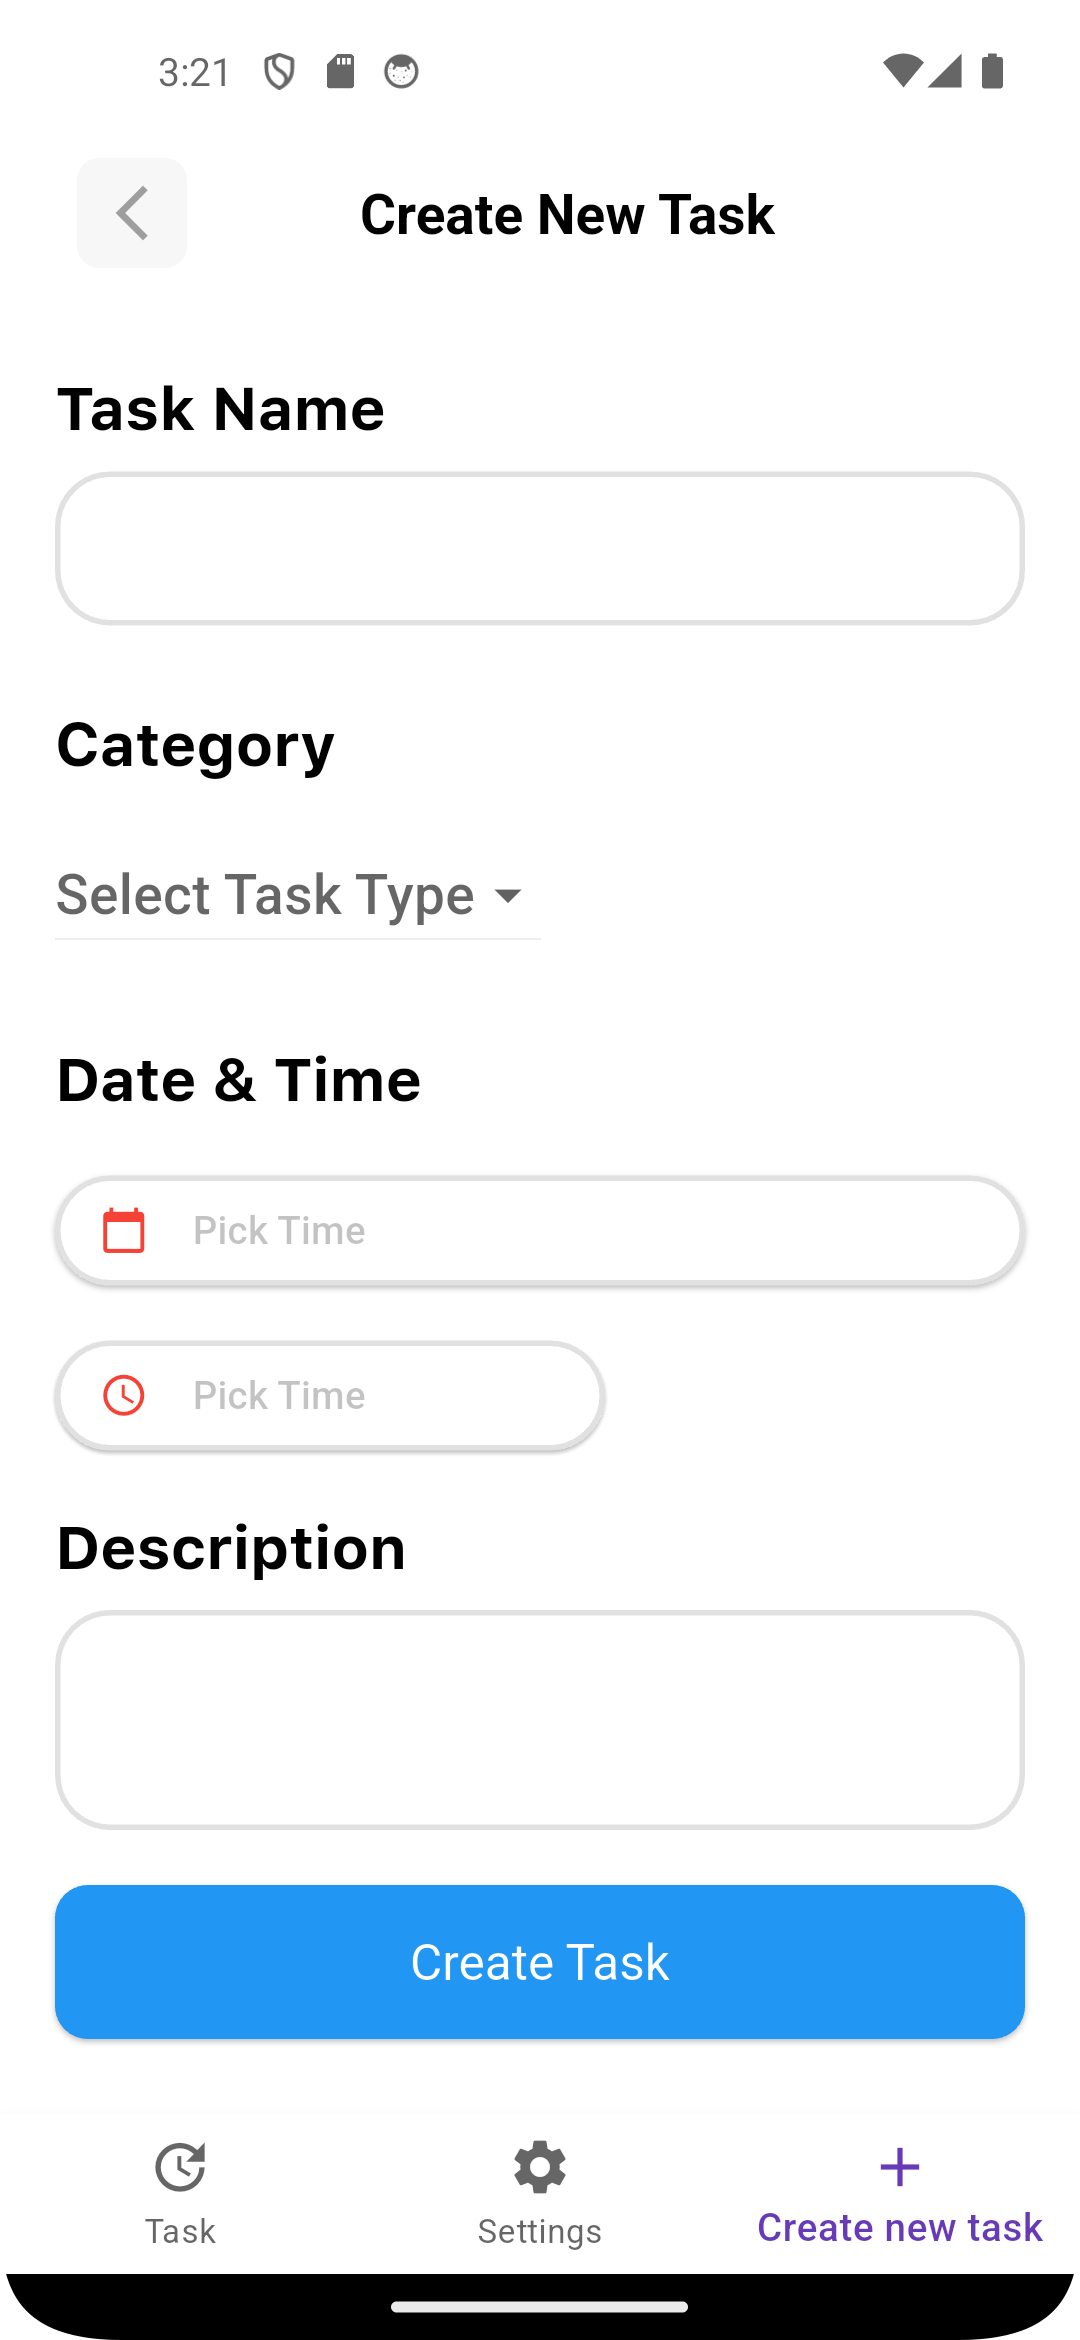 3:21
Create New Task
Task Name
Category
Select Task Type
Date & Time
Pick Time
Pick Time
Description
Create Task
Task
Settings
Create new task